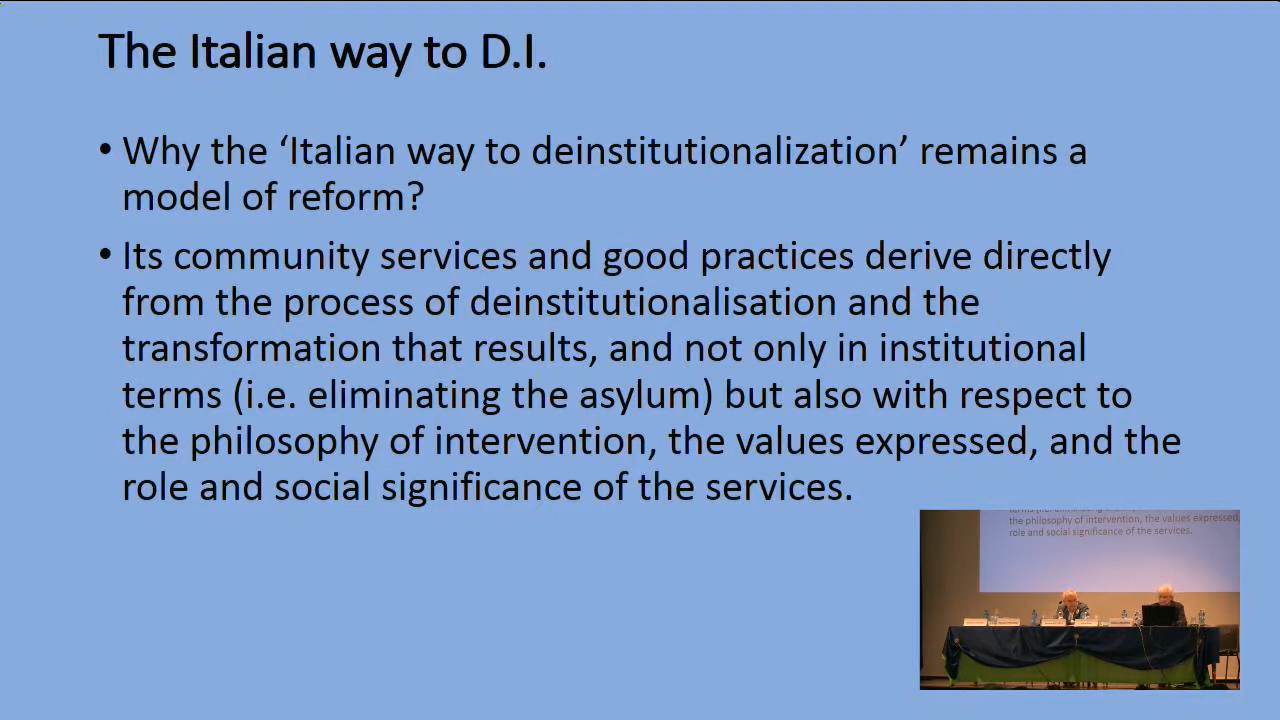 The Italian way to D.I.
• Why the ‘Italian way to deinstitutionalization’ remains a
model of reform?
• Its community services and good practices derive directly
from the process of deinstitutionalisation and the
transformation that results, and not only in institutional
terms (i.e. eliminating the asylum) but also with respect to
the philosophy of intervention, the values expressed, and the
role and social significance of the services.
the philosophy of intervention, the values expressed,
role and social significance of the services.